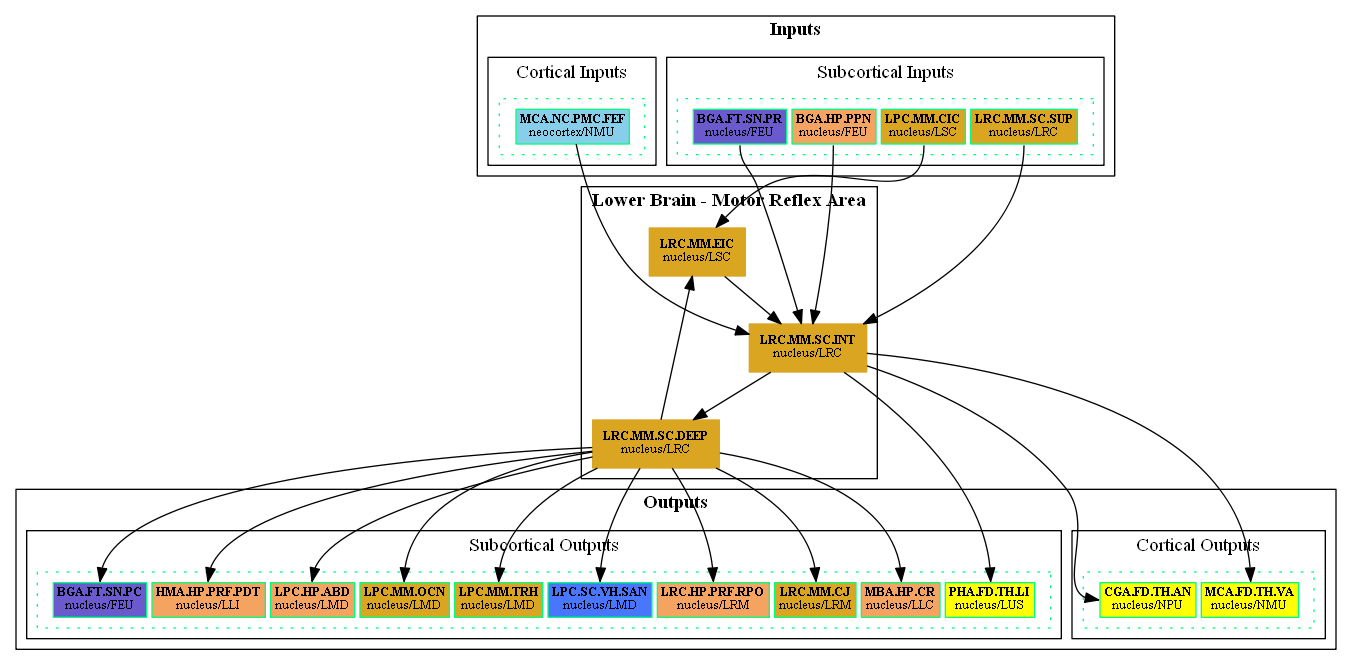 Inputs
Cortical Inputs
Subcortical Inputs
MCA.NC.PMC.FEF
neocortex/NMU
BGA.FT.SN.PR
nucleus/FEU
BGA.HP.PPN
nucleus/FEU
LPC.MM.CIC
nucleus/LSC
LRC.MM.SC.SUP
nucleus/LRC
Lower Brain - Motor Reflex Area
LRC.MM.EIC
nucleus/LSC
LRC.MM.SC.INT
nucleus/LRC
LRC.MM.SC.DEEP
nucleus/LRC
Outputs
Subcortical Outputs
Cortical Outputs
BGA.FT.SN.PC
nucleus/FEU
HMA.HP.PRF.PDT
nucleus/LLI
LPC.HP.ABD
nucleus/LMD
LPC.MM.OCN
nucleus/LMD
LPC.MM.TRH
nucleus/LMD
LPC.SC.VH.SAN
nucleus/LMD
LRC.HP.PRF.RPO
nucleus/LRM
LRC.MM.CJ
nucleus/LRM
MBA.HP.CR
nucleus/LLC
PHA.FD.TH.LI
nucleus/LUS
CGA.FD.TH.AN
nucleus/NPU
MCA.FD.TH.VA
nucleus/NMU